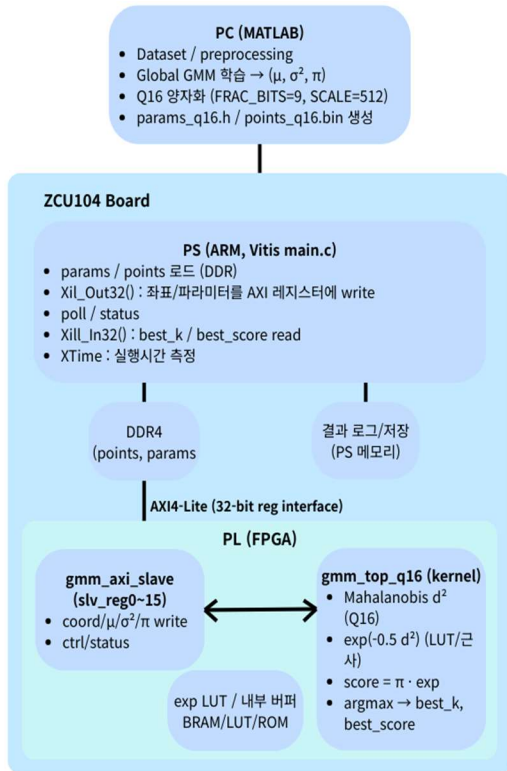 PC (MATLAB)
• Dataset / preprocessing
• Global GMM 학습 → (μ, σ², π)
• Q16 양자화 (FRAC_BITS=9, SCALE=512)
• params_q16.h / points_q16.bin 생성
ZCU104 Board
PS (ARM, Vitis main.c)
• params / points 로드 (DDR)
• Xil_Out32() : 좌표/파라미터를 AXI 레지스터에 write
• poll / status
• Xill_In32() : best_k / best_score read
• XTime : 실행시간 측정
DDR4
(points, params
결과 로그/저장
(PS 메모리)
AXI4-Lite (32-bit reg interface)
PL (FPGA)
gmm_axi_slave
(slv_reg0~15)
• coord/μ/σ²/π write
• ctrl/status
gmm_top_q16 (kernel)
• Mahalanobis d²
(Q16)
• exp(-0.5 d²) (LUT/근
사)
• score = π · exp
• argmax → best_k,
best_score
exp LUT / 내부 버퍼
BRAM/LUT/ROM